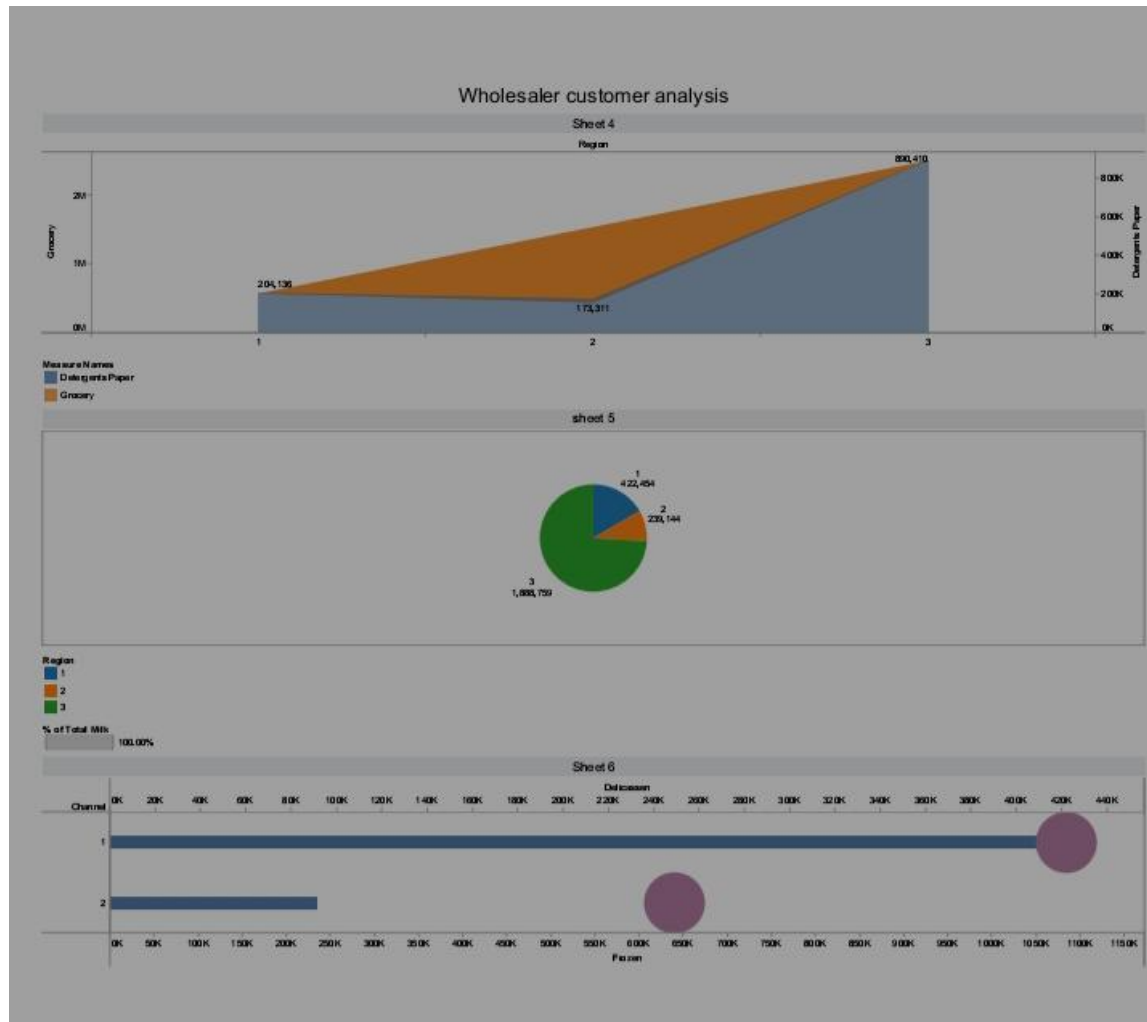 Wholesaler customer analysis
Sheet 4
Region
890,410
2M
800K
600K
Grocery
Detergents Paper
1M
400K
204,136
200K
173,311
0M
0K
1 2 3
Measure Names
Detergents Paper
Grocery
sheet 5
1
422,454
2
239,144
3
1,888,759
Region
1
2
3
% of Total Milk
100.00%
Sheet 6
Delicassen
Channel 0K 20K 40K 60K 80K 100K 120K 140K 160K 180K 200K 220K 240K 260K 280K 300K 320K 340K 360K 380K 400K 420K 440K
1
2
0K 50K 100K 150K 200K 250K 300K 350K 400K 450K 500K 550K 600K 650K 700K 750K 800K 850K 900K 950K 1000K 1050K 1100K 1150K
Frozen